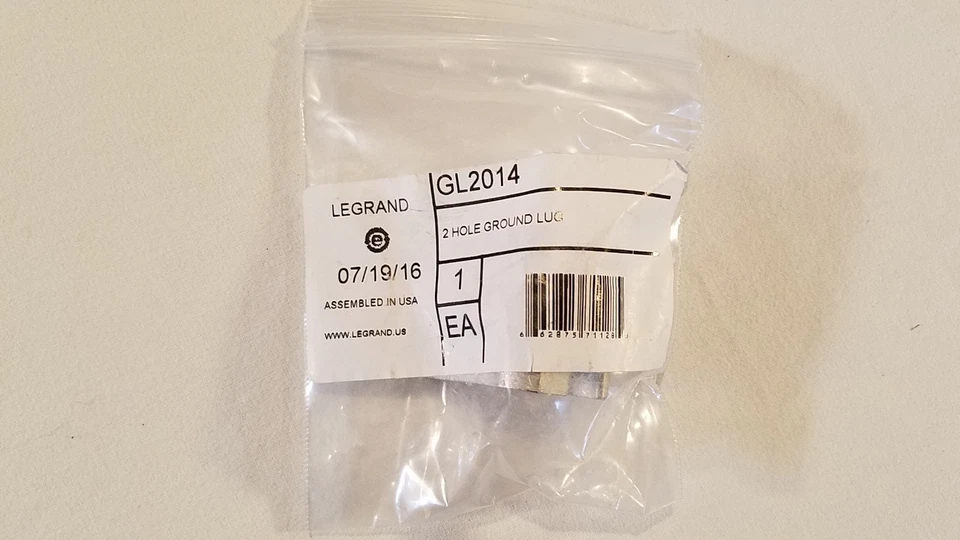 LEGRAND
e
07/19/16
ASSEMBLED IN USA
WWW.LEGRAND.US
GL2014
2 HOLE GROUND LUG
1
EA